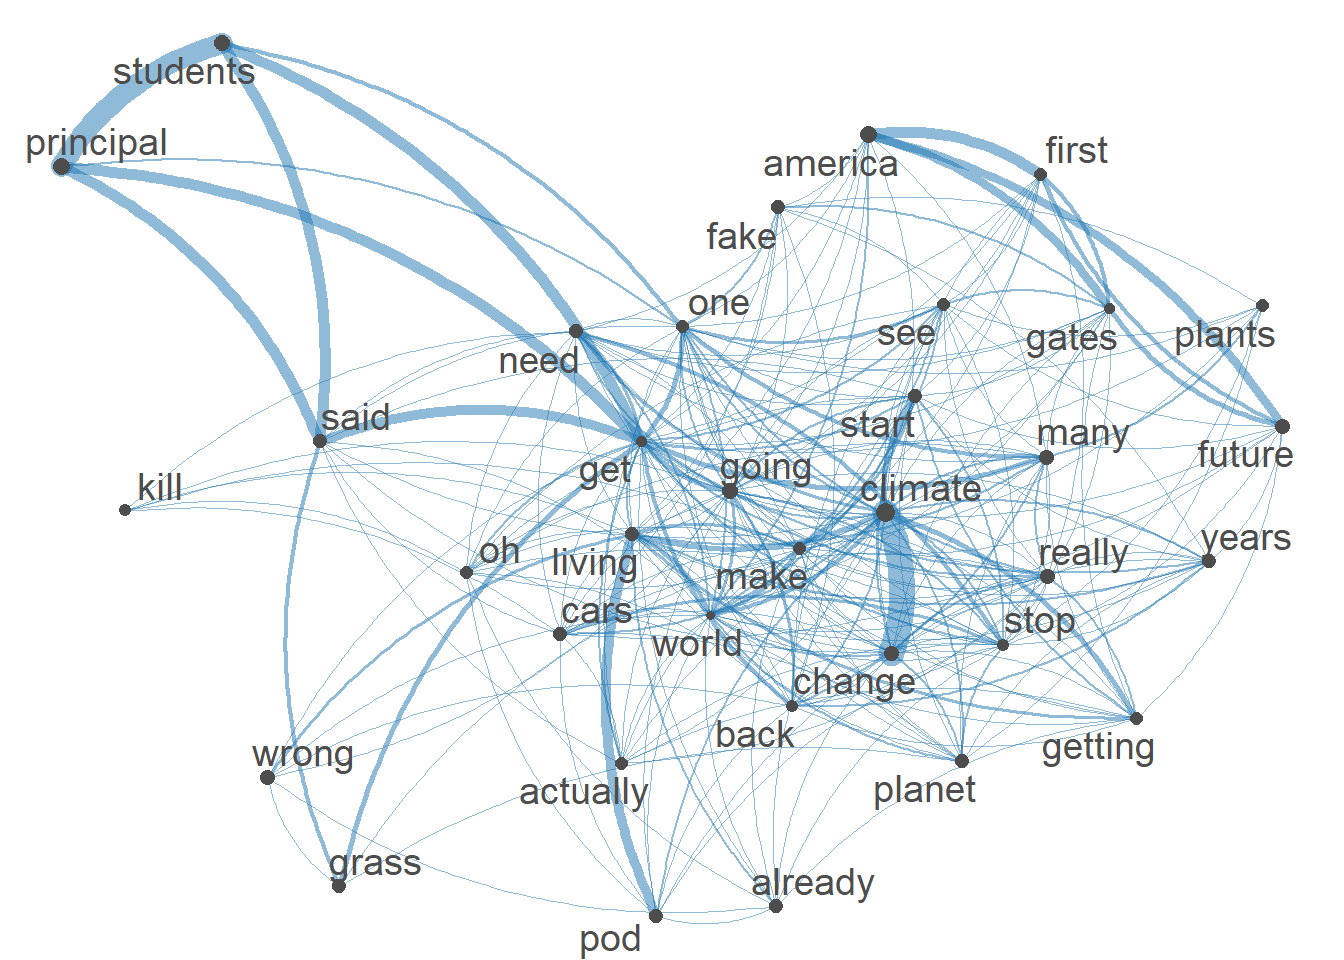 students
principal
first
america
fake
one
see
gates
plants
need
said
start
many
future
get
going
kill
climate
oh
living
make
really
years
cars
world
stop
change
back
getting
wrong
actually
planet
grass
already
pod